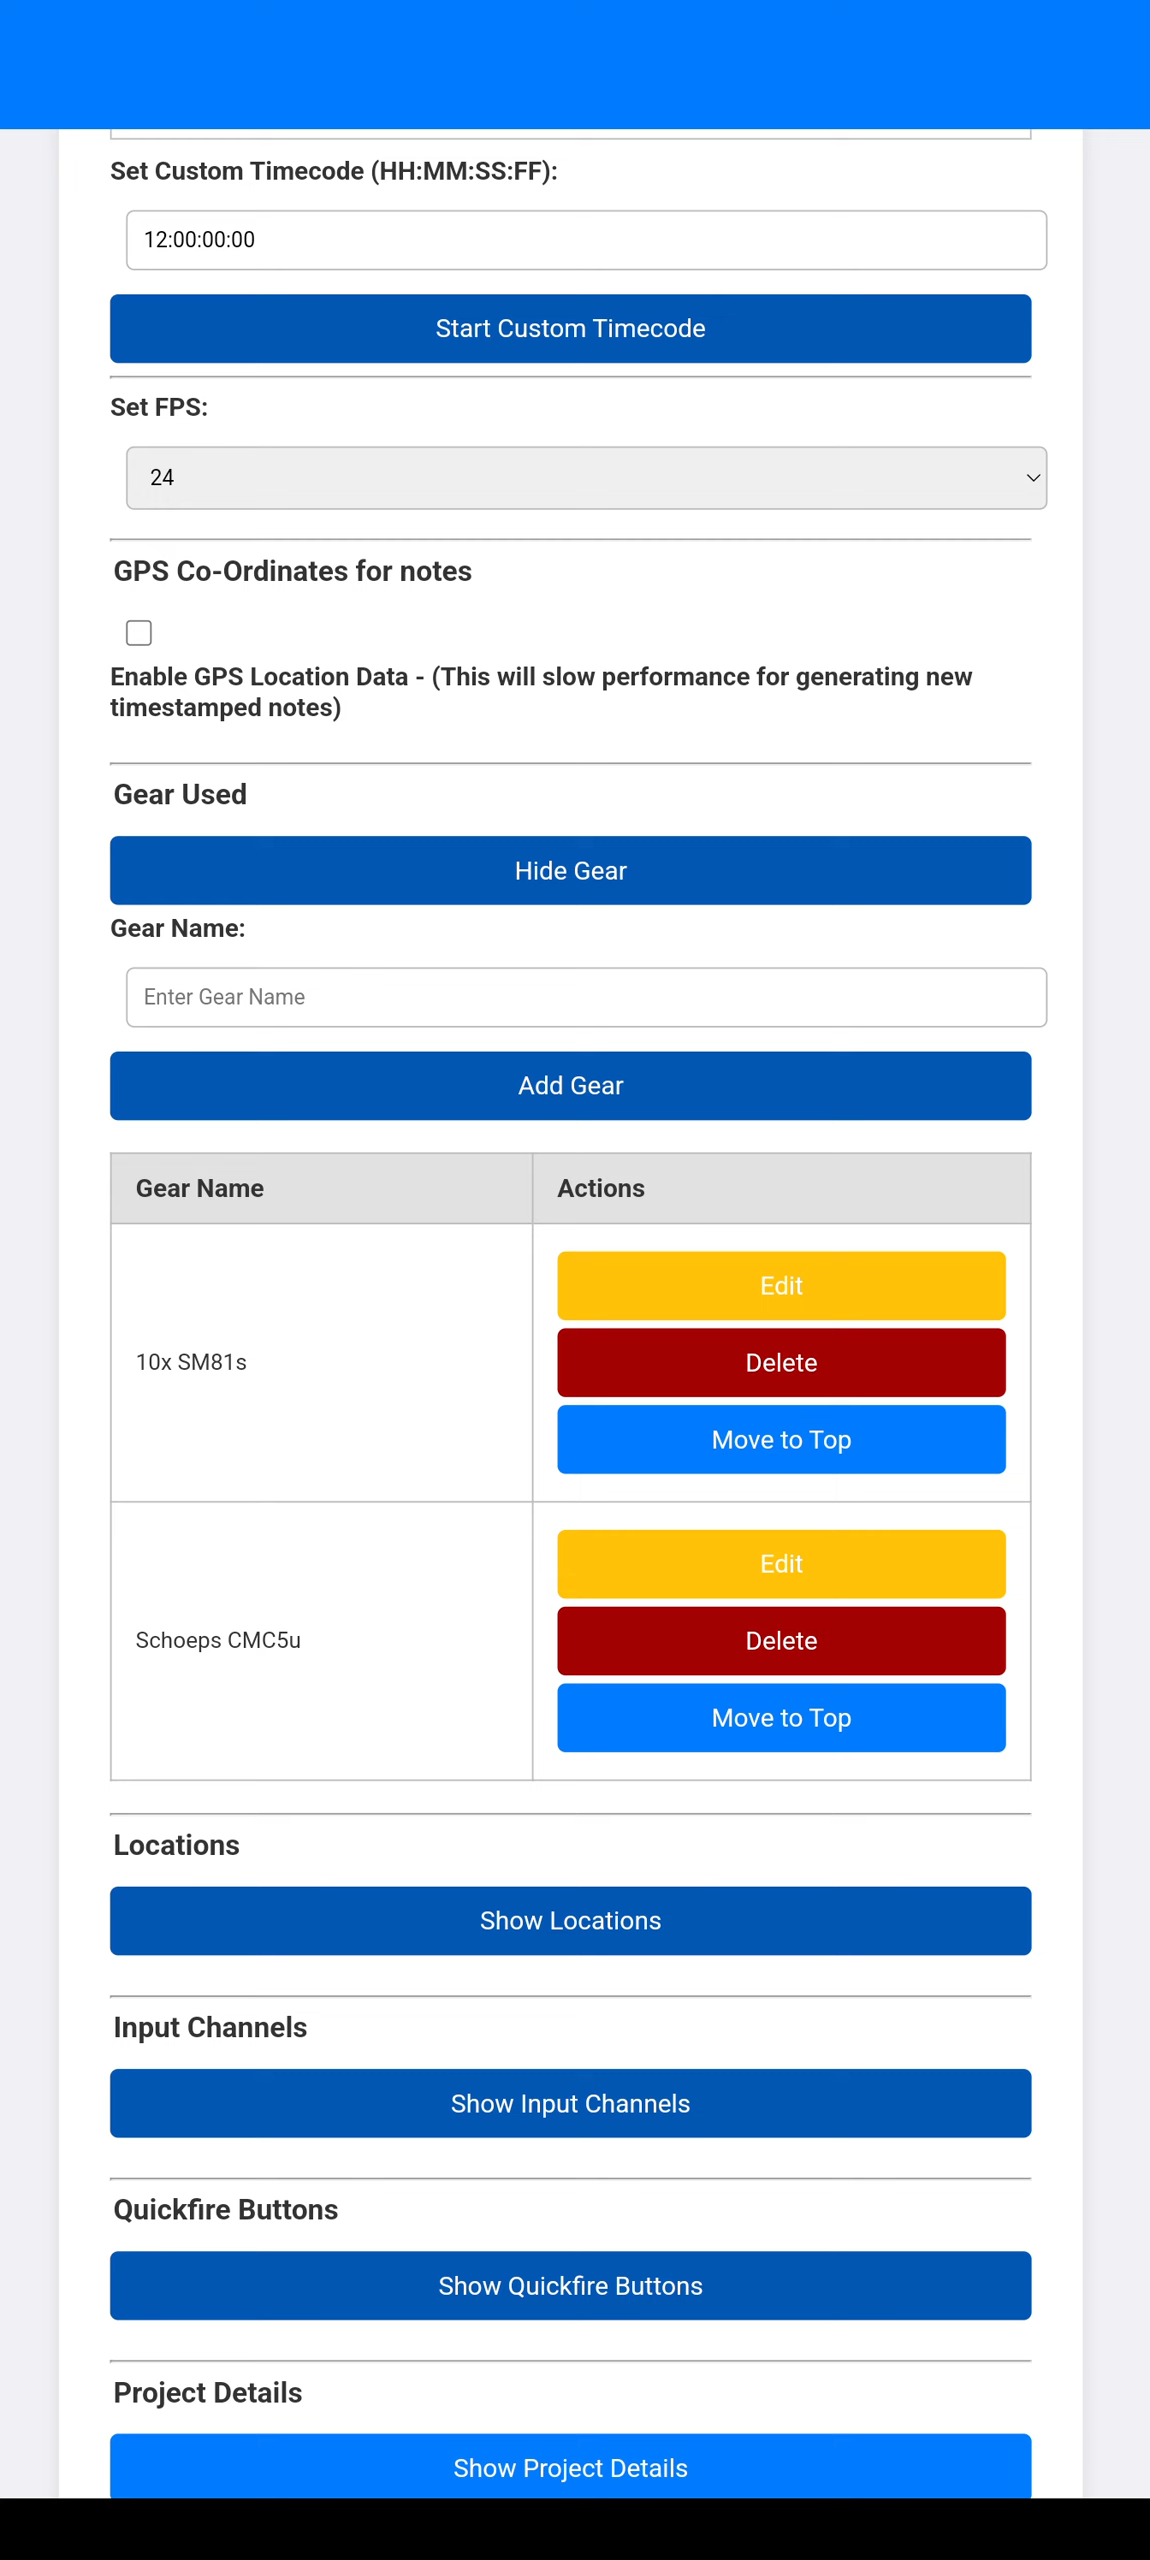 Set Custom Timecode (HH:MM:SS:FF):
12:00:00:00
Start Custom Timecode
Set FPS:
24
GPS Co-Ordinates for notes
Enable GPS Location Data - (This will slow performance for generating new
timestamped notes)
Gear Used
Hide Gear
Gear Name:
Enter Gear Name
Add Gear
Gear Name
Actions
10x SM81s
Edit
Delete
Move to Top
Schoeps CMC5u
Edit
Delete
Move to Top
Locations
Show Locations
Input Channels
Show Input Channels
Quickfire Buttons
Show Quickfire Buttons
Project Details
Show Project Details